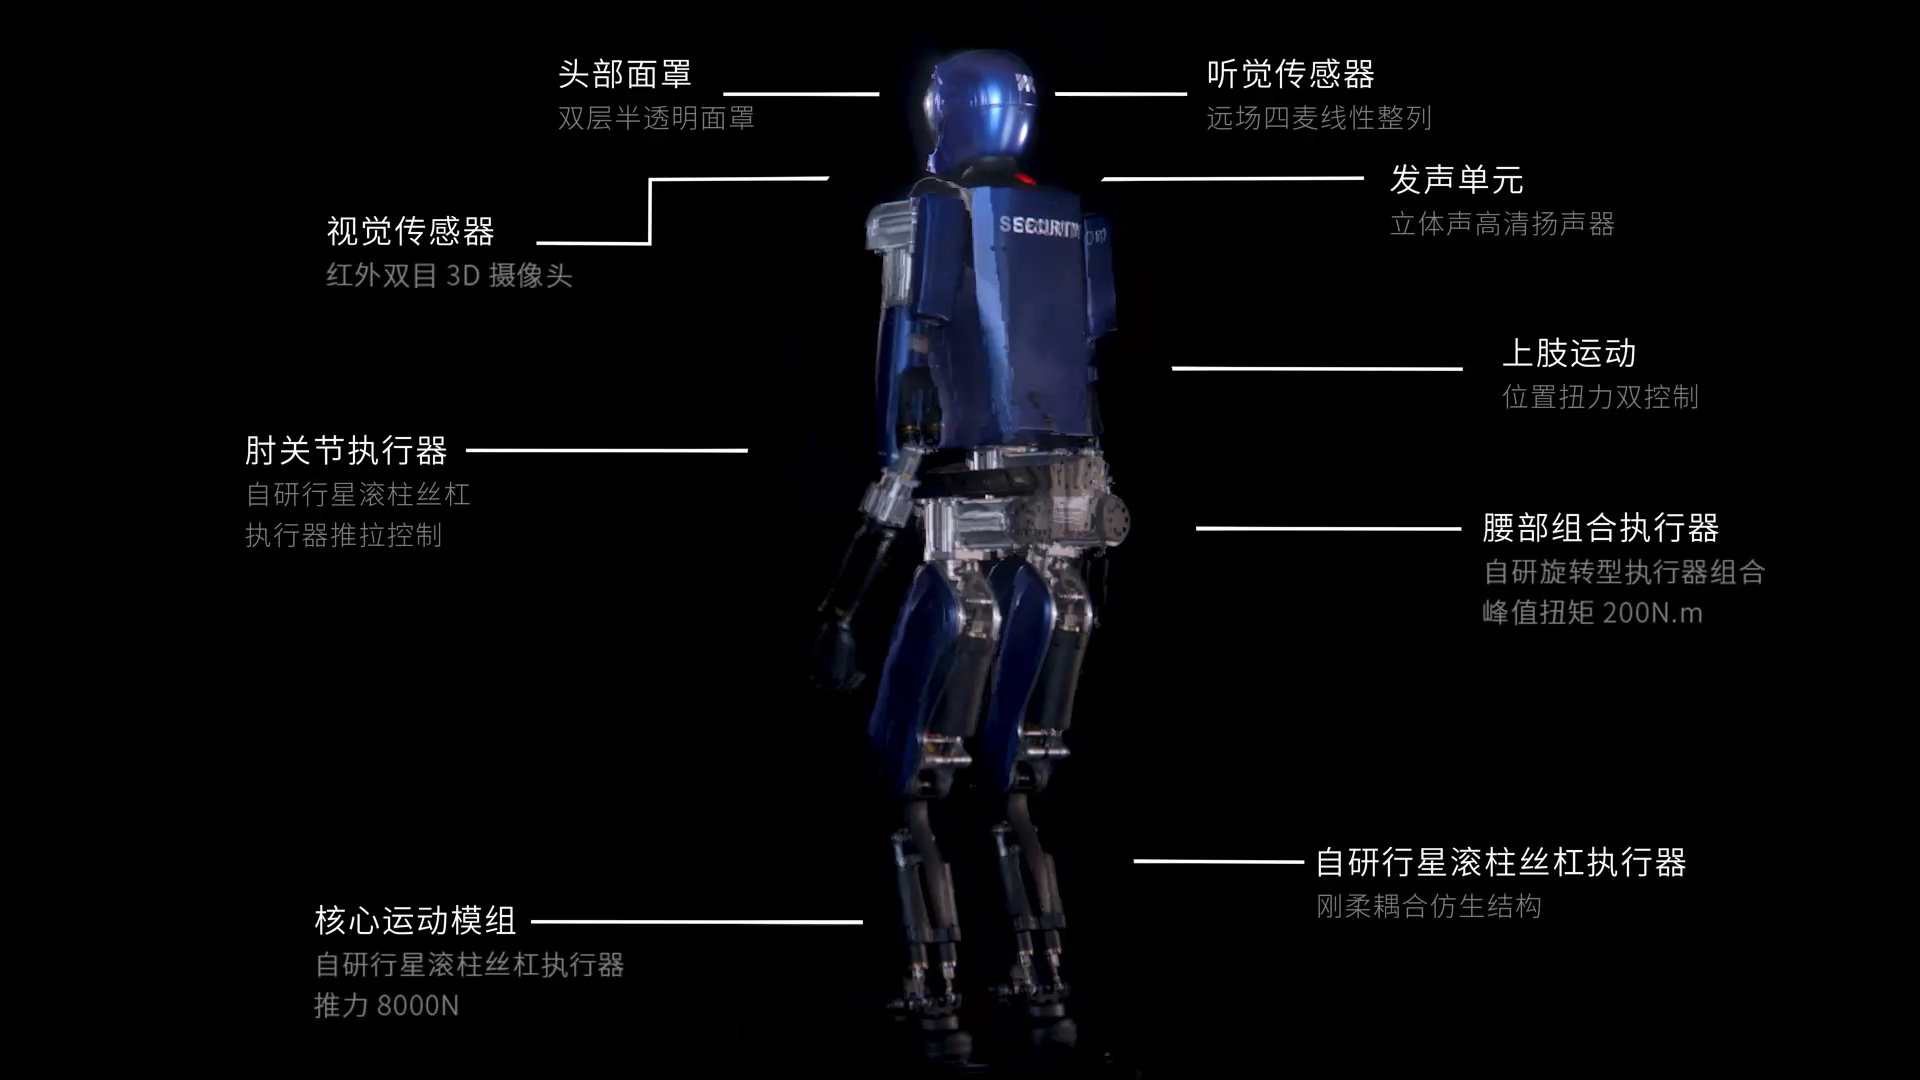 头部面罩
双层半透明面罩
听觉传感器
远场四麦线性整列
发声单元
立体声高清扬声器
视觉传感器
红外双目 3D 摄像头
SECURITY
上肢运动
位置扭力双控制
肘关节执行器
自研行星滚柱丝杠
执行器推拉控制
腰部组合执行器
自研旋转型执行器组合
峰值扭矩 200N.m
自研行星滚柱丝杠执行器
刚柔耦合仿生结构
核心运动模组
自研行星滚柱丝杠执行器
推力 8000N